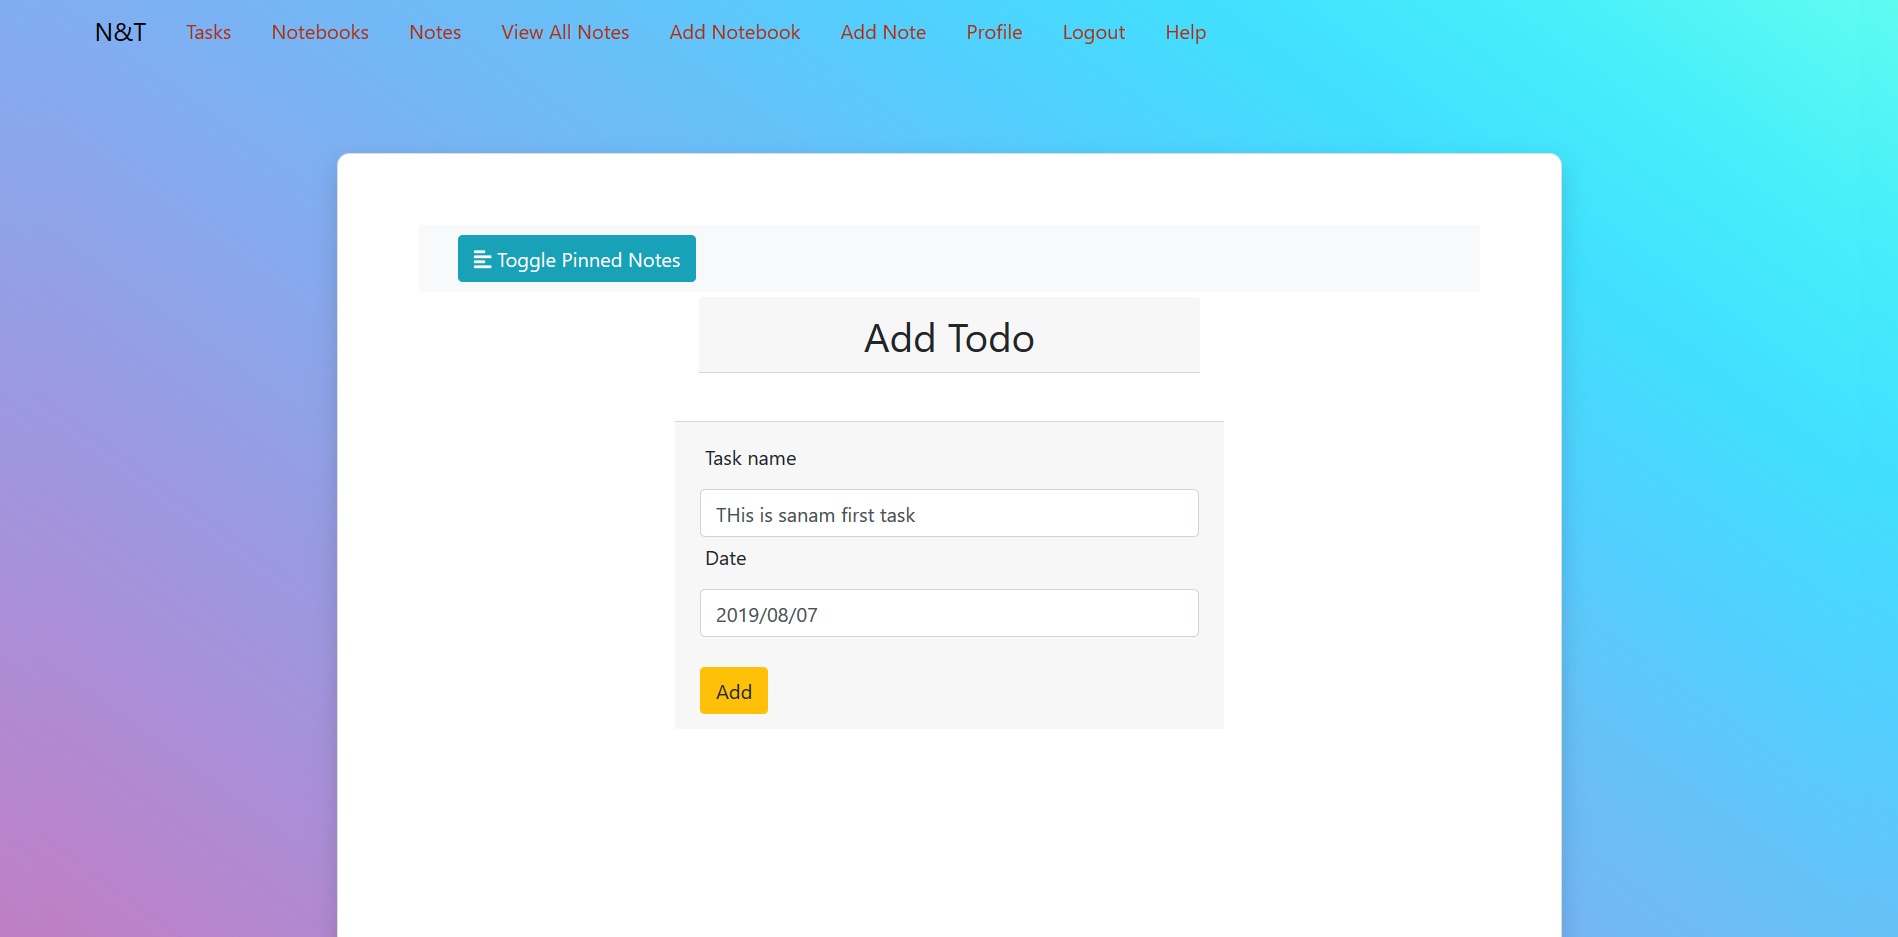 N&T Tasks Notebooks Notes View All Notes Add Notebook Add Note Profile Logout Help
Toggle Pinned Notes
Add Todo
Task name
THis is sanam first task
Date
2019/08/07
Add